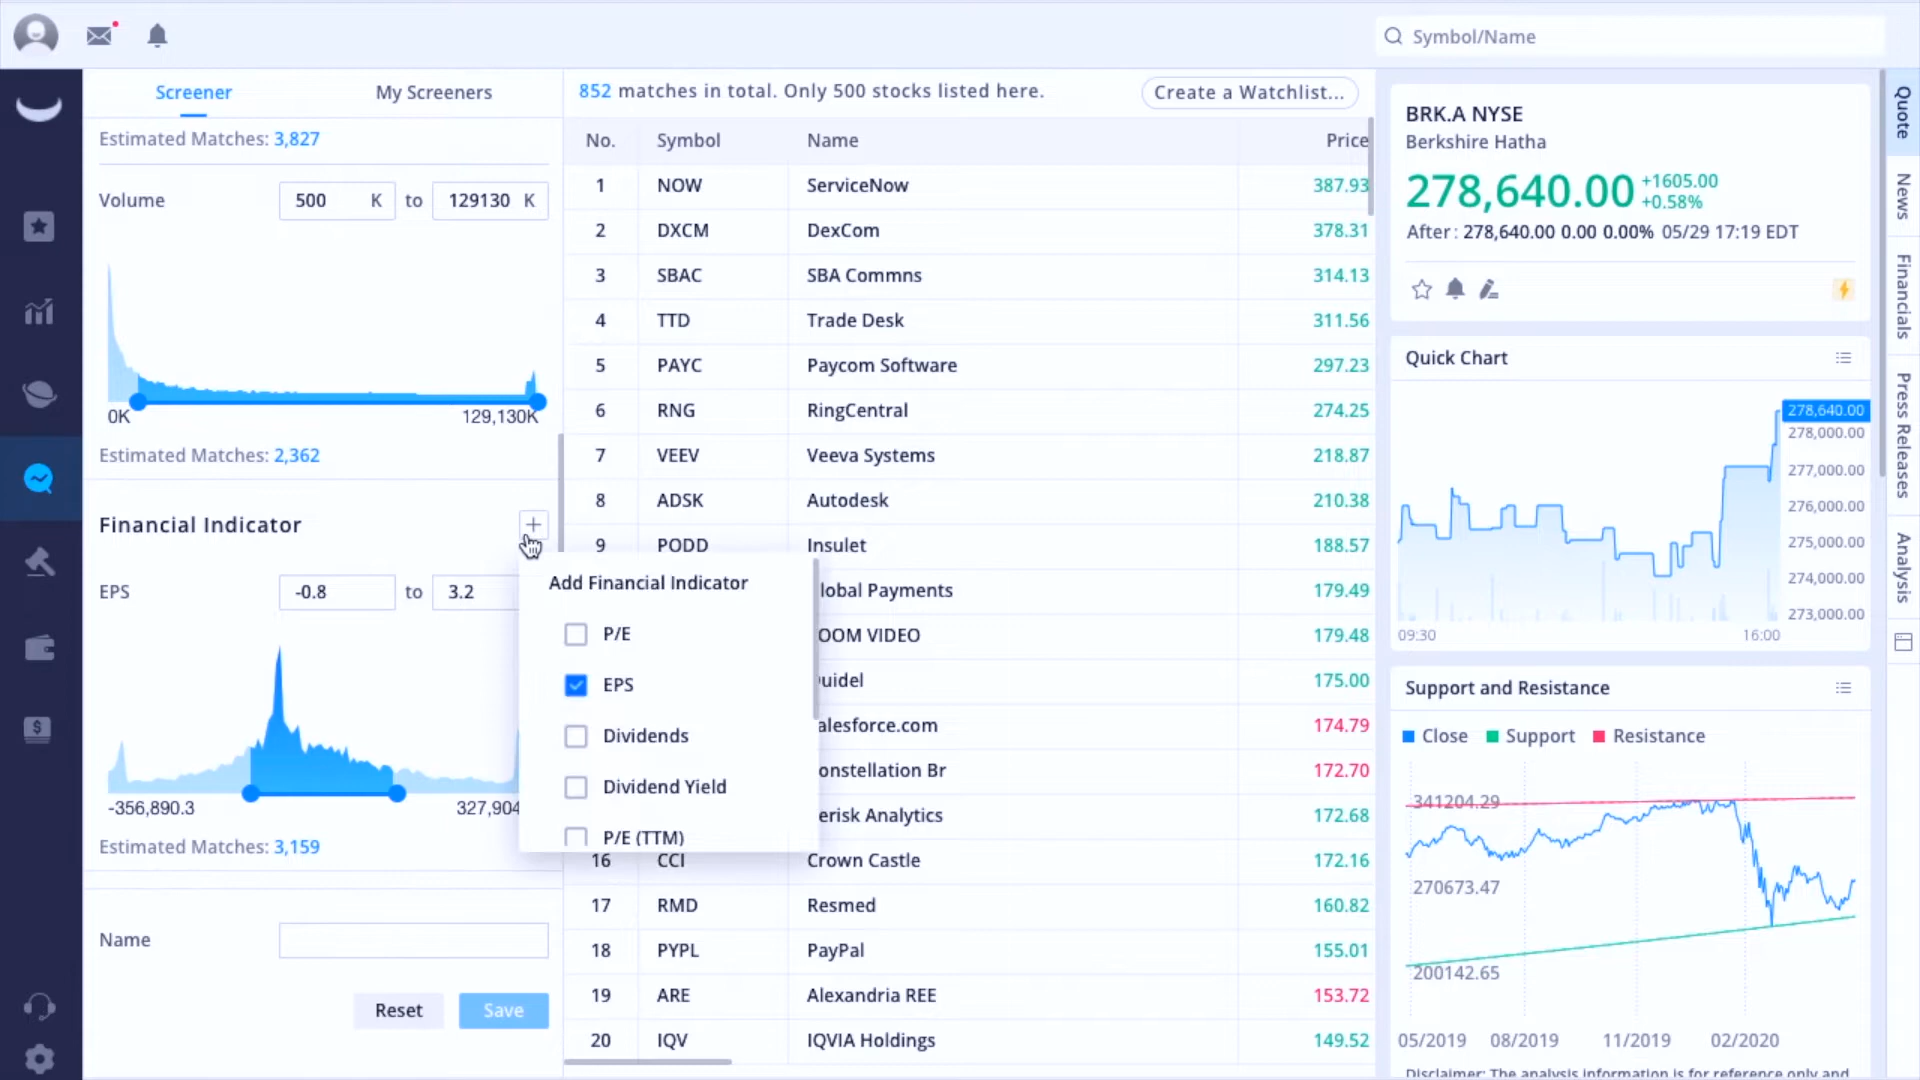 Symbol/Name
Screener
My Screeners
Estimated Matches: 3,827
Volume
500 K to 129130 K
0K
129,130K
Estimated Matches: 2,362
Financial Indicator
EPS
-0.8 to 3.2
-356,890.3
327,904
Estimated Matches: 3,159
Name
Reset
Save
Add Financial Indicator
P/E
EPS
Dividends
Dividend Yield
P/E (TTM)
852 matches in total. Only 500 stocks listed here.
Create a Watchlist...
No. Symbol Name Price
1 NOW ServiceNow 387.93
2 DXCM DexCom 378.31
3 SBAC SBA Commns 314.13
4 TTD Trade Desk 311.56
5 PAYC Paycom Software 297.23
6 RNG RingCentral 274.25
7 VEEV Veeva Systems 218.87
8 ADSK Autodesk 210.38
9 PODD Insulet 188.57
lobal Payments 179.49
OOM VIDEO 179.48
uidel 175.00
alesforce.com 174.79
onstellation Br 172.70
erisk Analytics 172.68
16 CCI Crown Castle 172.16
17 RMD Resmed 160.82
18 PYPL PayPal 155.01
19 ARE Alexandria REE 153.72
20 IQV IQVIA Holdings 149.52
BRK.A NYSE
Berkshire Hatha
278,640.00 +1605.00
+0.58%
After: 278,640.00 0.00 0.00% 05/29 17:19 EDT
Quick Chart
278,640.00
278,000.00
277,000.00
276,000.00
275,000.00
274,000.00
273,000.00
09:30
16:00
Support and Resistance
Close Support Resistance
341204.29
270673.47
200142.65
05/2019 08/2019 11/2019 02/2020
Disclaimer: The analysis information is for reference only and
Quote
News
Financials
Press Releases
Analysis